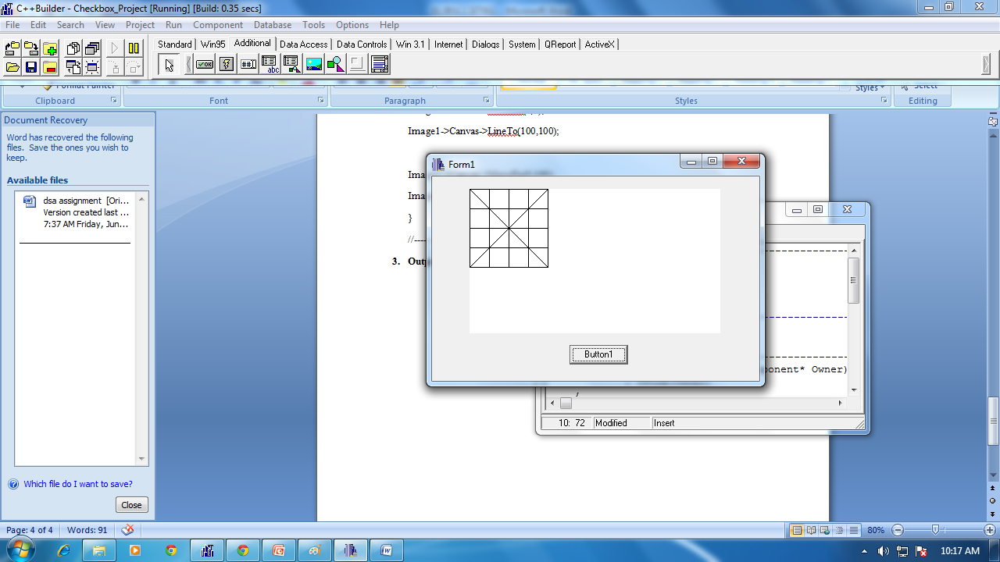 C++Builder - Checkbox_Project [Running] [Build: 0.35 secs]
File Edit Search View Project Run Component Database Tools Options Help
Standard Win95 Additional Data Access Data Controls Win 3.1 Internet Dialogs System QReport ActiveX
OK
abc
Format Painter
Styles
Select
Clipboard Font Paragraph Styles Editing
Document Recovery
Word has recovered the following
files. Save the ones you wish to
keep.
Available files
dsa assignment [Ori...
Version created last ...
7:37 AM Friday, Jun...
Which file do I want to save?
Close
Image1->Canvas->LineTo(100,100);
Ima
Ima
}
//----
3. Outp
Form1
Button1
ponent* Owner)
10: 72 Modified Insert
Page: 4 of 4 Words: 91 80%
10:17 AM